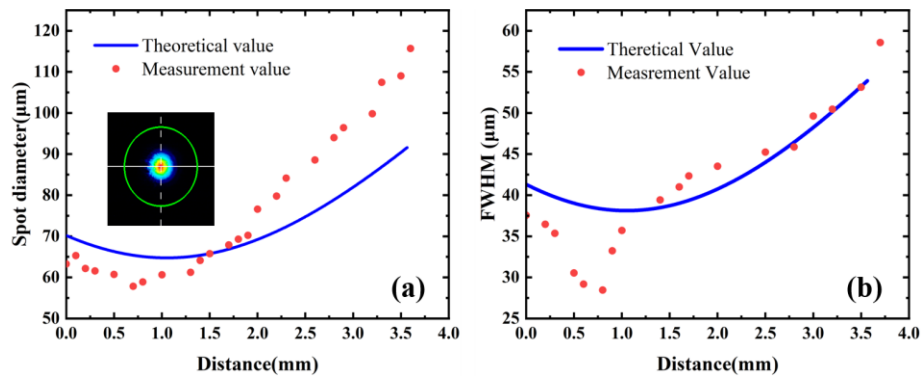 125
120
110
100
90
80
70
60
50
0.0 0.5 1.0 1.5 2.0 2.5 3.0 3.5 4.0
Spot diameter(μm)
Distance(mm)
Theoretical value
Measurement value
(a)
60
55
50
45
40
35
30
25
0.0 0.5 1.0 1.5 2.0 2.5 3.0 3.5 4.0
FWHM (μm)
Distance(mm)
Theretical Value
Measrement Value
(b)